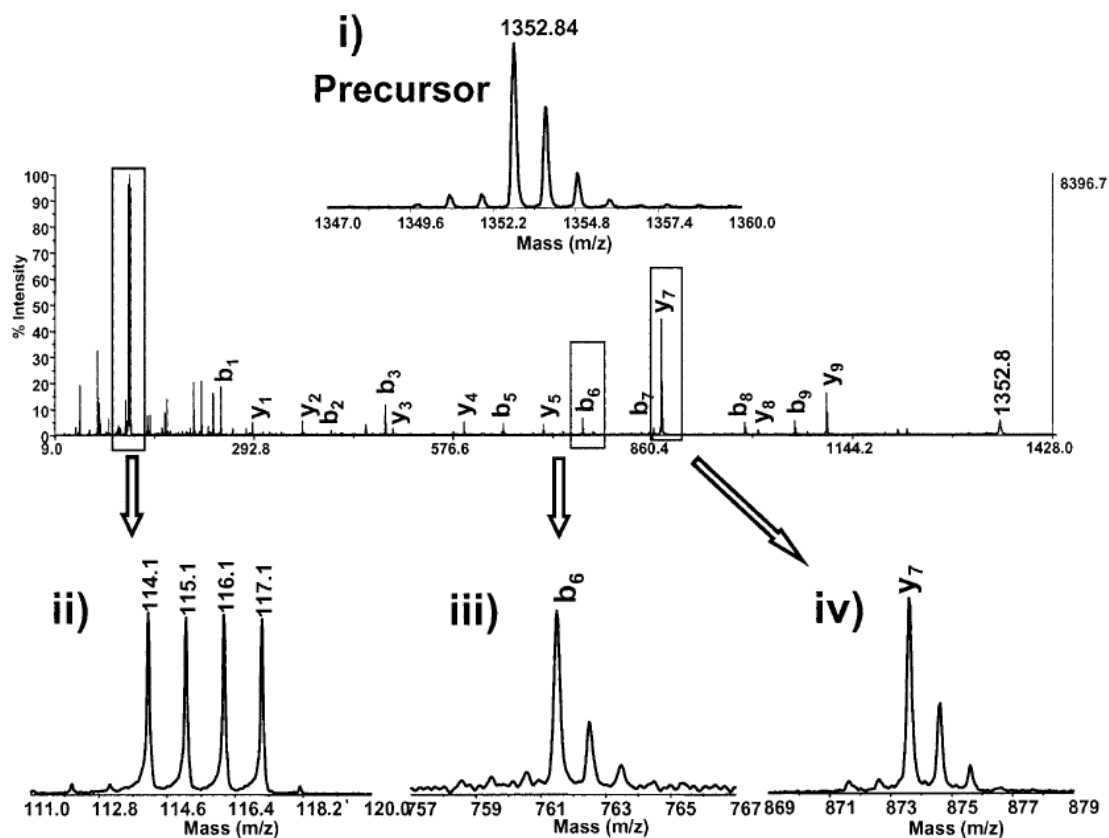 i)
Precursor
1352.84
1347.0 1349.6 1352.2 1354.8 1357.4 1360.0
Mass (m/z)
8396.7
% Intensity
100
90
80
70
60
50
40
30
20
10
0
b1 y1 y2 b2 b3 y3 y4 b5 y5 b6 b7 y7 b8 y8 b9 y9 1352.8
9.0 292.8 576.6 860.4 1144.2 1428.0
ii)
114.1 115.1 116.1 117.1
111.0 112.8 114.6 116.4 118.2 120.0
Mass (m/z)
iii)
b6
757 759 761 763 765 767
Mass (m/z)
iv)
y7
869 871 873 875 877 879
Mass (m/z)